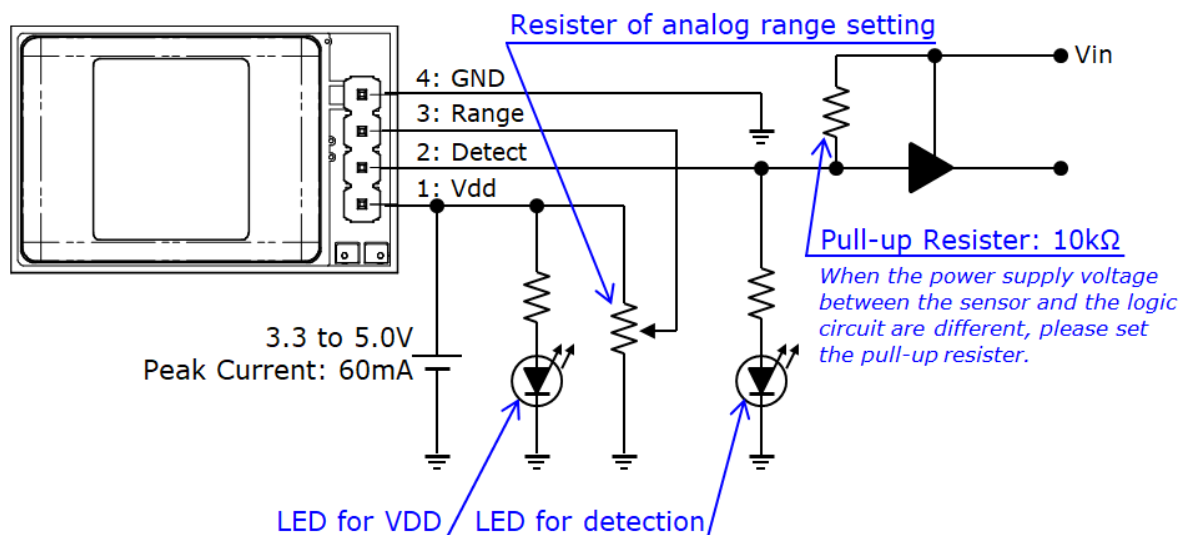 Resister of analog range setting
Vin
4: GND
3: Range
2: Detect
1: Vdd
Pull-up Resister: 10kΩ
When the power supply voltage
between the sensor and the logic
circuit are different, please set
the pull-up resister.
3.3 to 5.0V
Peak Current: 60mA
LED for VDD
LED for detection